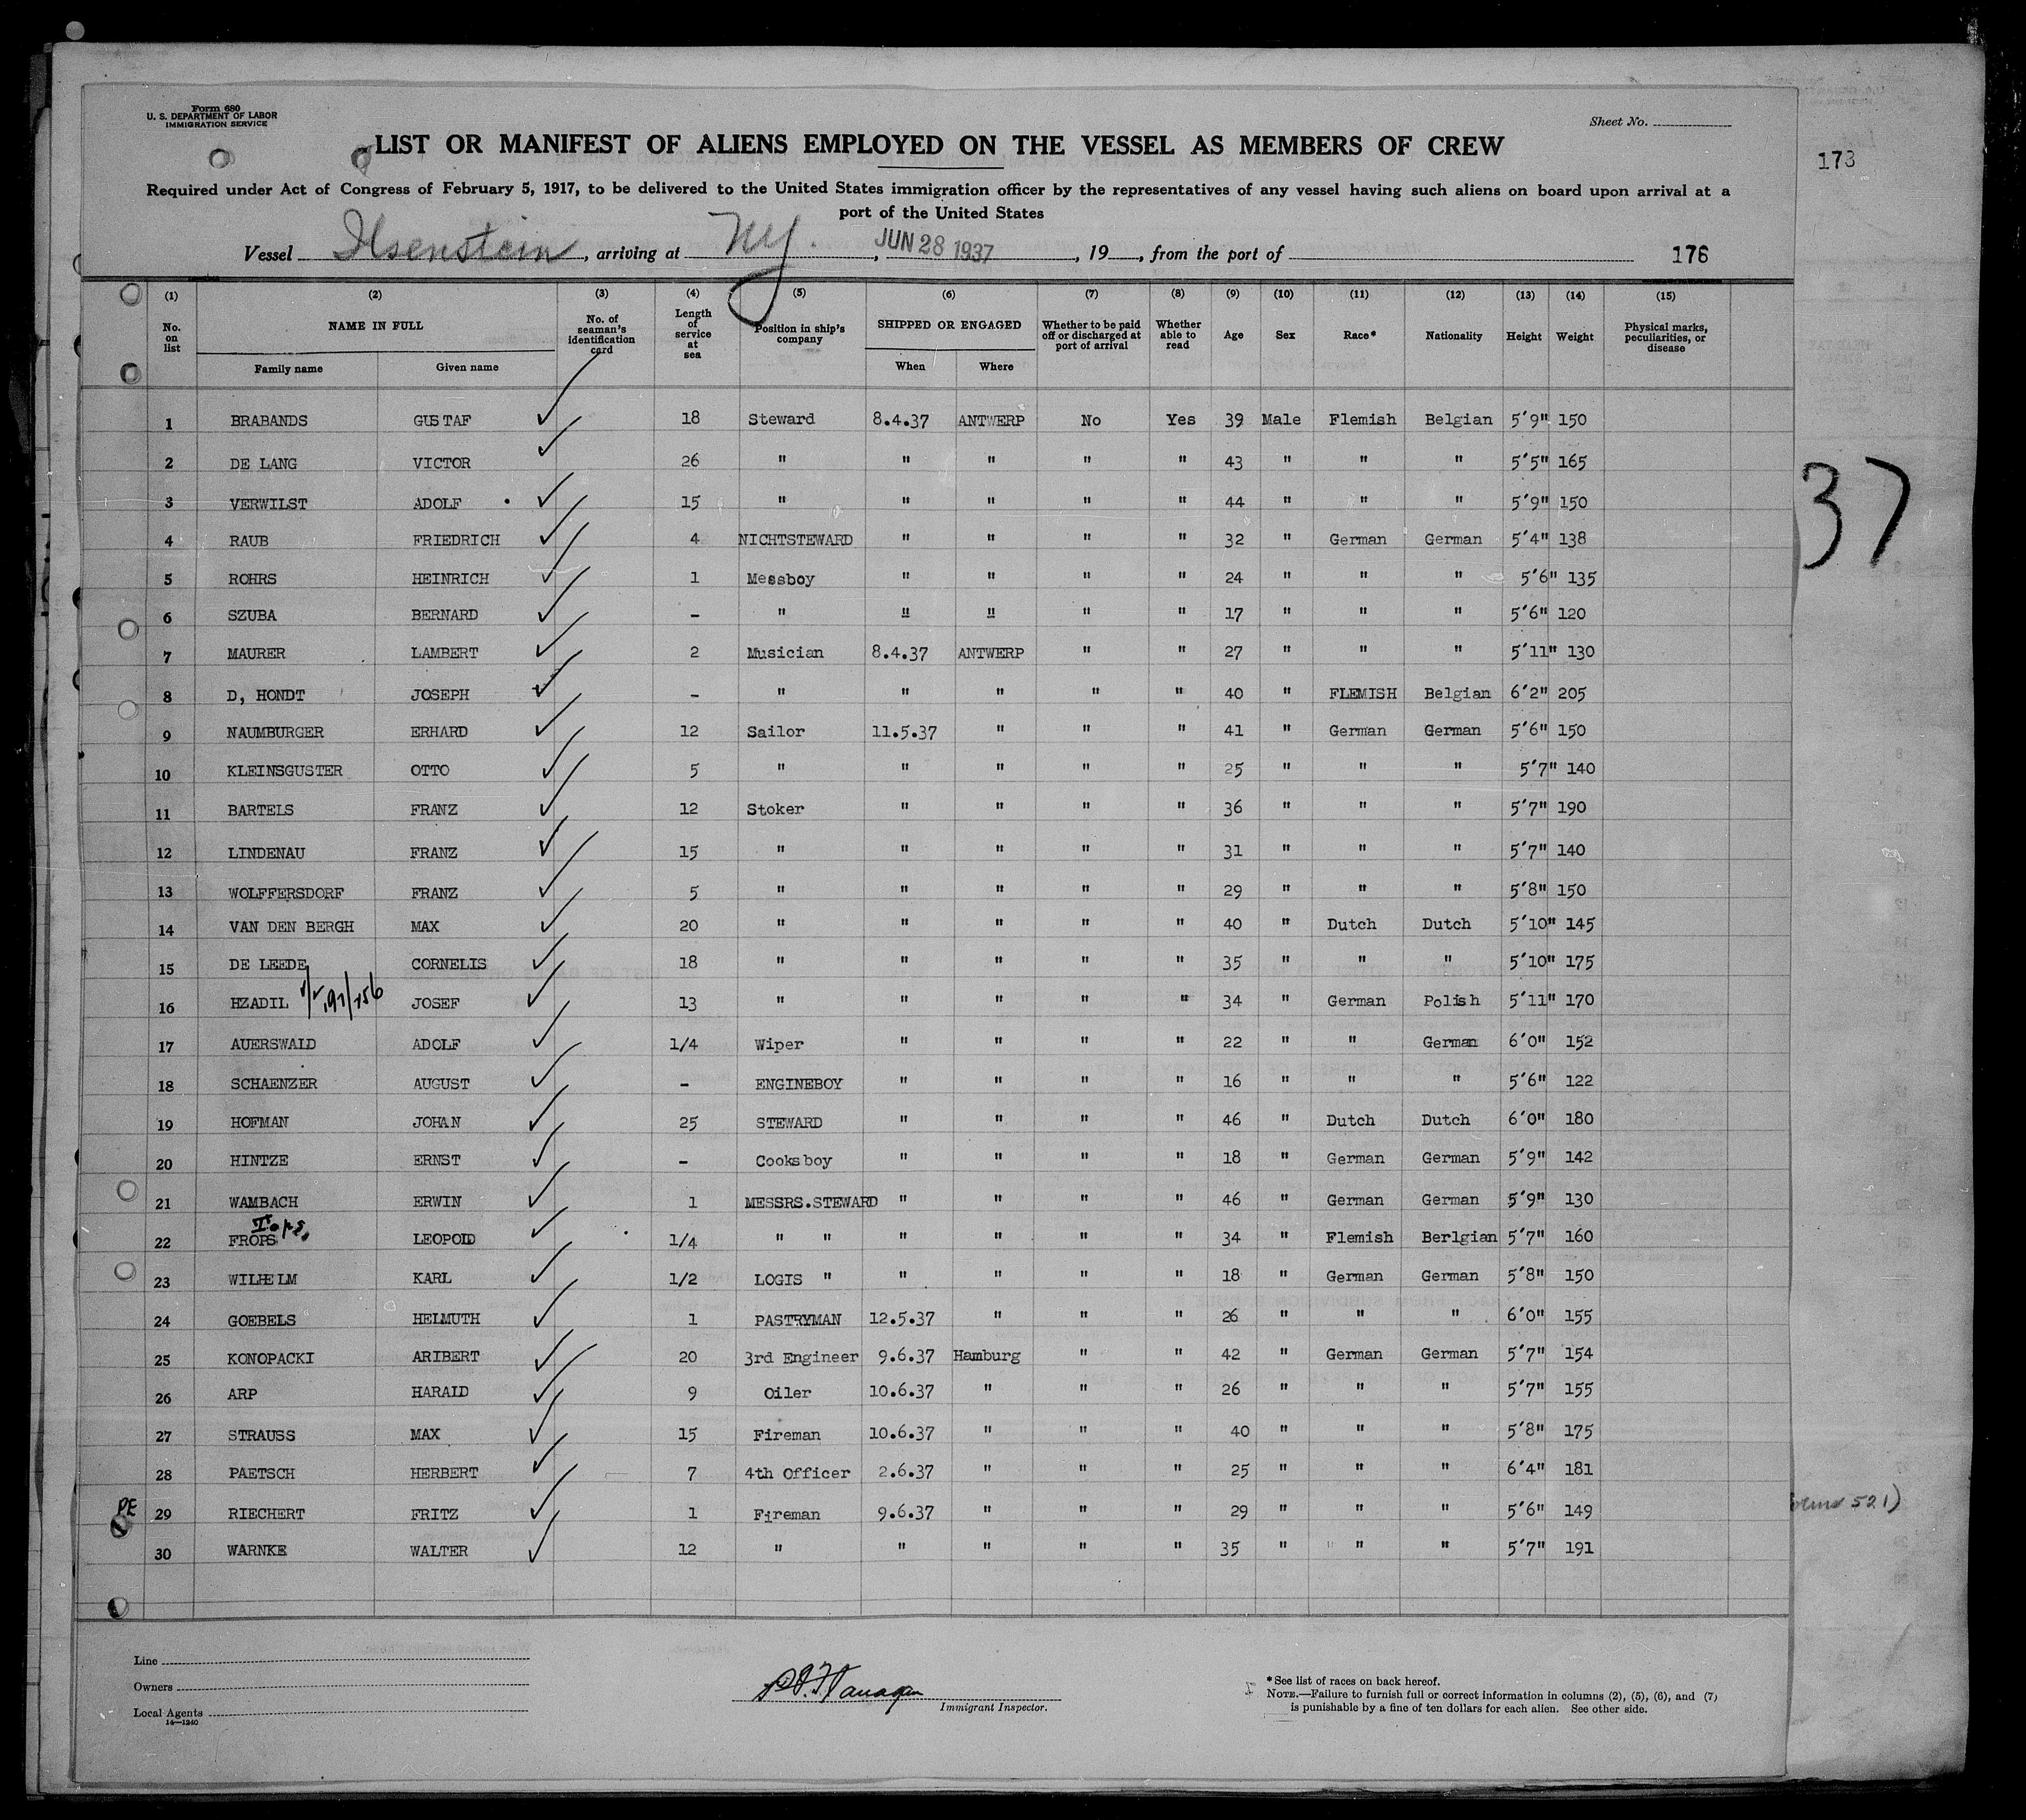 Form 680
U. S. DEPARTMENT OF LABOR
IMMIGRATION SERVICE
Sheet No.
LIST OR MANIFEST OF ALIENS EMPLOYED ON THE VESSEL AS MEMBERS OF CREW
173
Required under Act of Congress of February 5, 1917, to be delivered to the United States immigration officer by the representatives of any vessel having such aliens on board upon arrival at a
port of the United States
Vessel Ilsenstein, arriving at NY., JUN 28 1937, 19, from the port of 176
(1) (2) (3) (4) (5) (6) (7) (8) (9) (10) (11) (12) (13) (14) (15)
No. on list NAME IN FULL No. of seaman's identification card Length of service at sea Position in ship's company SHIPPED OR ENGAGED Whether to be paid off or discharged at port of arrival Whether able to read Age Sex Race* Nationality Height Weight Physical marks, peculiarities, or disease
Family name Given name When Where
1 BRABANDS GUSTAF 18 Steward 8.4.37 ANTWERP No Yes 39 Male Flemish Belgian 5'9" 150
2 DE LANG VICTOR 26 " " " " " 43 " " " 5'5" 165
3 VERWILST ADOLF 15 " " " " " 44 " " " 5'9" 150
37
4 RAUB FRIEDRICH 4 NICHTSTEWARD " " " " 32 " German German 5'4" 138
5 ROHRS HEINRICH 1 Messboy " " " " 24 " " " 5'6" 135
6 SZUBA BERNARD - " " " " " 17 " " " 5'6" 120
7 MAURER LAMBERT 2 Musician 8.4.37 ANTWERP " " 27 " " " 5'11" 130
8 D, HONDT JOSEPH - " " " " " 40 " FLEMISH Belgian 6'2" 205
9 NAUMBURGER ERHARD 12 Sailor 11.5.37 " " " 41 " German German 5'6" 150
10 KLEINSGUSTER OTTO 5 " " " " " 25 " " " 5'7" 140
11 BARTELS FRANZ 12 Stoker " " " " 36 " " " 5'7" 190
12 LINDENAU FRANZ 15 " " " " " 31 " " " 5'7" 140
13 WOLFFERSDORF FRANZ 5 " " " " " 29 " " " 5'8" 150
14 VAN DEN BERGH MAX 20 " " " " " 40 " Dutch Dutch 5'10" 145
15 DE LEEDE CORNELIS 18 " " " " " 35 " " " 5'10" 175
16 HZADIL JOSEF 13 " " " " " 34 " German Polish 5'11" 170
17 AUERSWALD ADOLF 1/4 Wiper " " " " 22 " " German 6'0" 152
18 SCHAENZER AUGUST - ENGINEBOY " " " " 16 " " " 5'6" 122
19 HOFMAN JOHAN 25 STEWARD " " " " 46 " Dutch Dutch 6'0" 180
20 HINTZE ERNST - Cooksboy " " " " 18 " German German 5'9" 142
21 WAMBACH ERWIN 1 MESSRS.STEWARD " " " " 46 " German German 5'9" 130
22 FROPS LEOPOLD 1/4 " " " " " " 34 " Flemish Berlgian 5'7" 160
23 WILHELM KARL 1/2 LOGIS " " " " " 18 " German German 5'8" 150
24 GOEBELS HELMUTH 1 PASTRYMAN 12.5.37 " " " 26 " " " 6'0" 155
25 KONOPACKI ARIBERT 20 3rd Engineer 9.6.37 Hamburg " " 42 " German German 5'7" 154
26 ARP HARALD 9 Oiler 10.6.37 " " " 26 " " " 5'7" 155
27 STRAUSS MAX 15 Fireman 10.6.37 " " " 40 " " " 5'8" 175
28 PAETSCH HERBERT 7 4th Officer 2.6.37 " " " 25 " " " 6'4" 181
PE 29 RIECHERT FRITZ 1 Fireman 9.6.37 " " " 29 " " " 5'6" 149
521)
30 WARNKE WALTER 12 " " " " " 35 " " " 5'7" 191
Line
Owners
Local Agents
14—1240
Immigrant Inspector.
* See list of races on back hereof.
NOTE.—Failure to furnish full or correct information in columns (2), (5), (6), and (7)
is punishable by a fine of ten dollars for each alien. See other side.